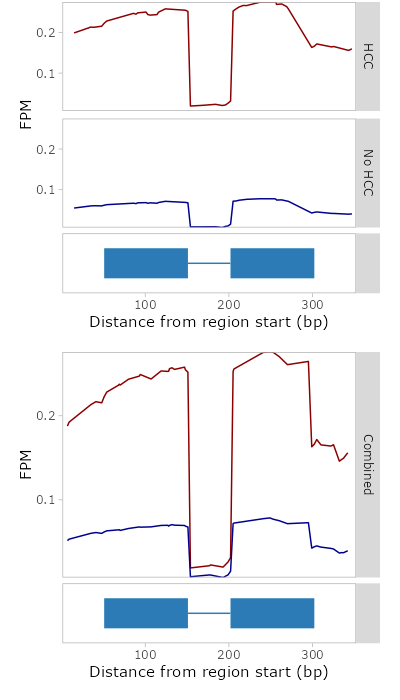 0.2
0.1
HCC
FPM
0.2
0.1
No HCC
100
200
300
Distance from region start (bp)
0.2
0.1
FPM
Combined
100
200
300
Distance from region start (bp)